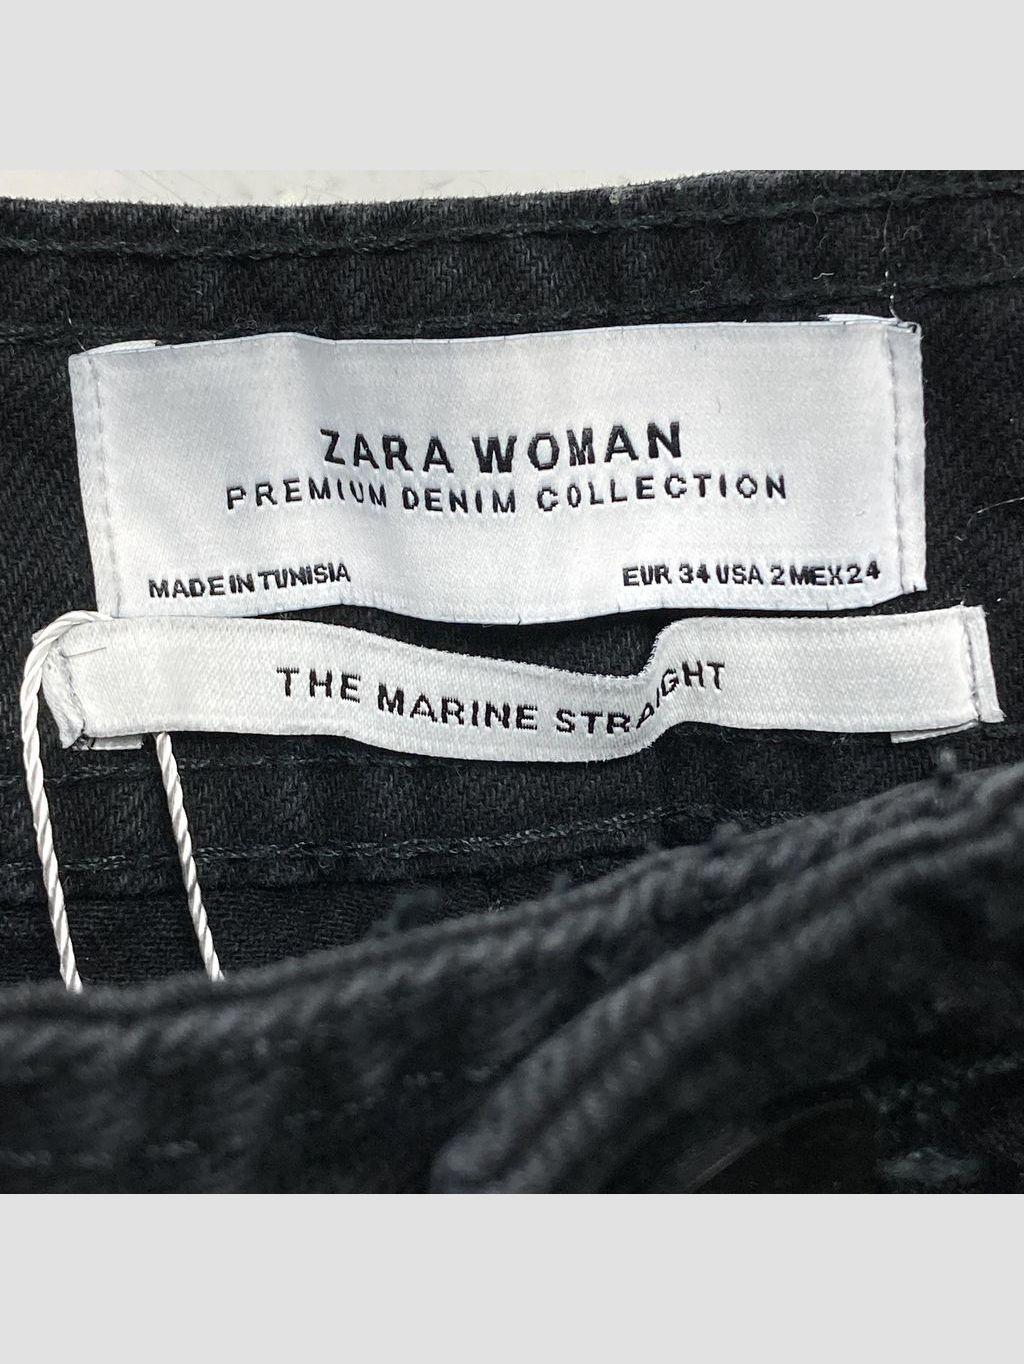 ZARA WOMAN
PREMIUM DENIM COLLECTION
MADE IN TUNISIA
EUR 34 USA 2 MEX 24
THE MARINE STRAIGHT